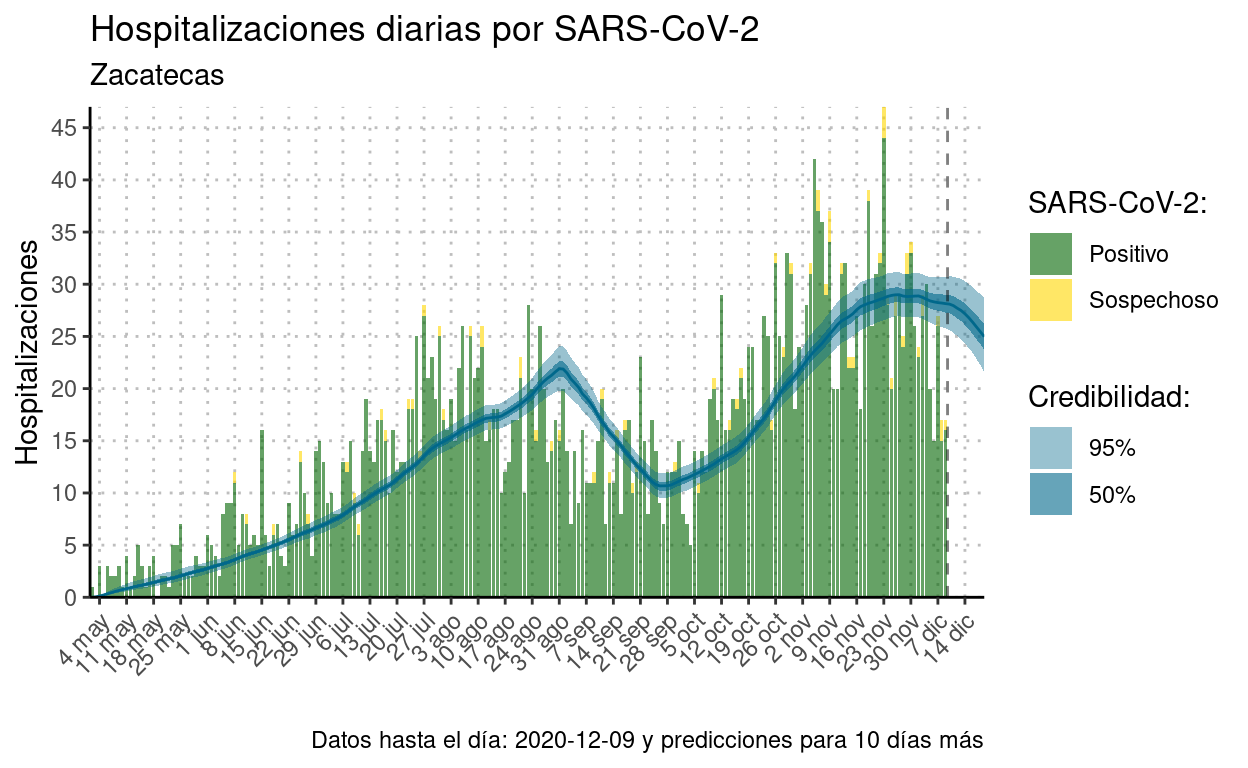 Hospitalizaciones diarias por SARS-CoV-2
Zacatecas
Hospitalizaciones
45
40
35
30
25
20
15
10
5
0
4 may
11 may
18 may
25 may
1 jun
8 jun
15 jun
22 jun
29 jun
6 jul
13 jul
20 jul
27 jul
3 ago
10 ago
17 ago
24 ago
31 ago
7 sep
14 sep
21 sep
28 sep
5 oct
12 oct
19 oct
26 oct
2 nov
9 nov
16 nov
23 nov
30 nov
7 dic
14 dic
SARS-CoV-2:
Positivo
Sospechoso
Credibilidad:
95%
50%
Datos hasta el día: 2020-12-09 y predicciones para 10 días más